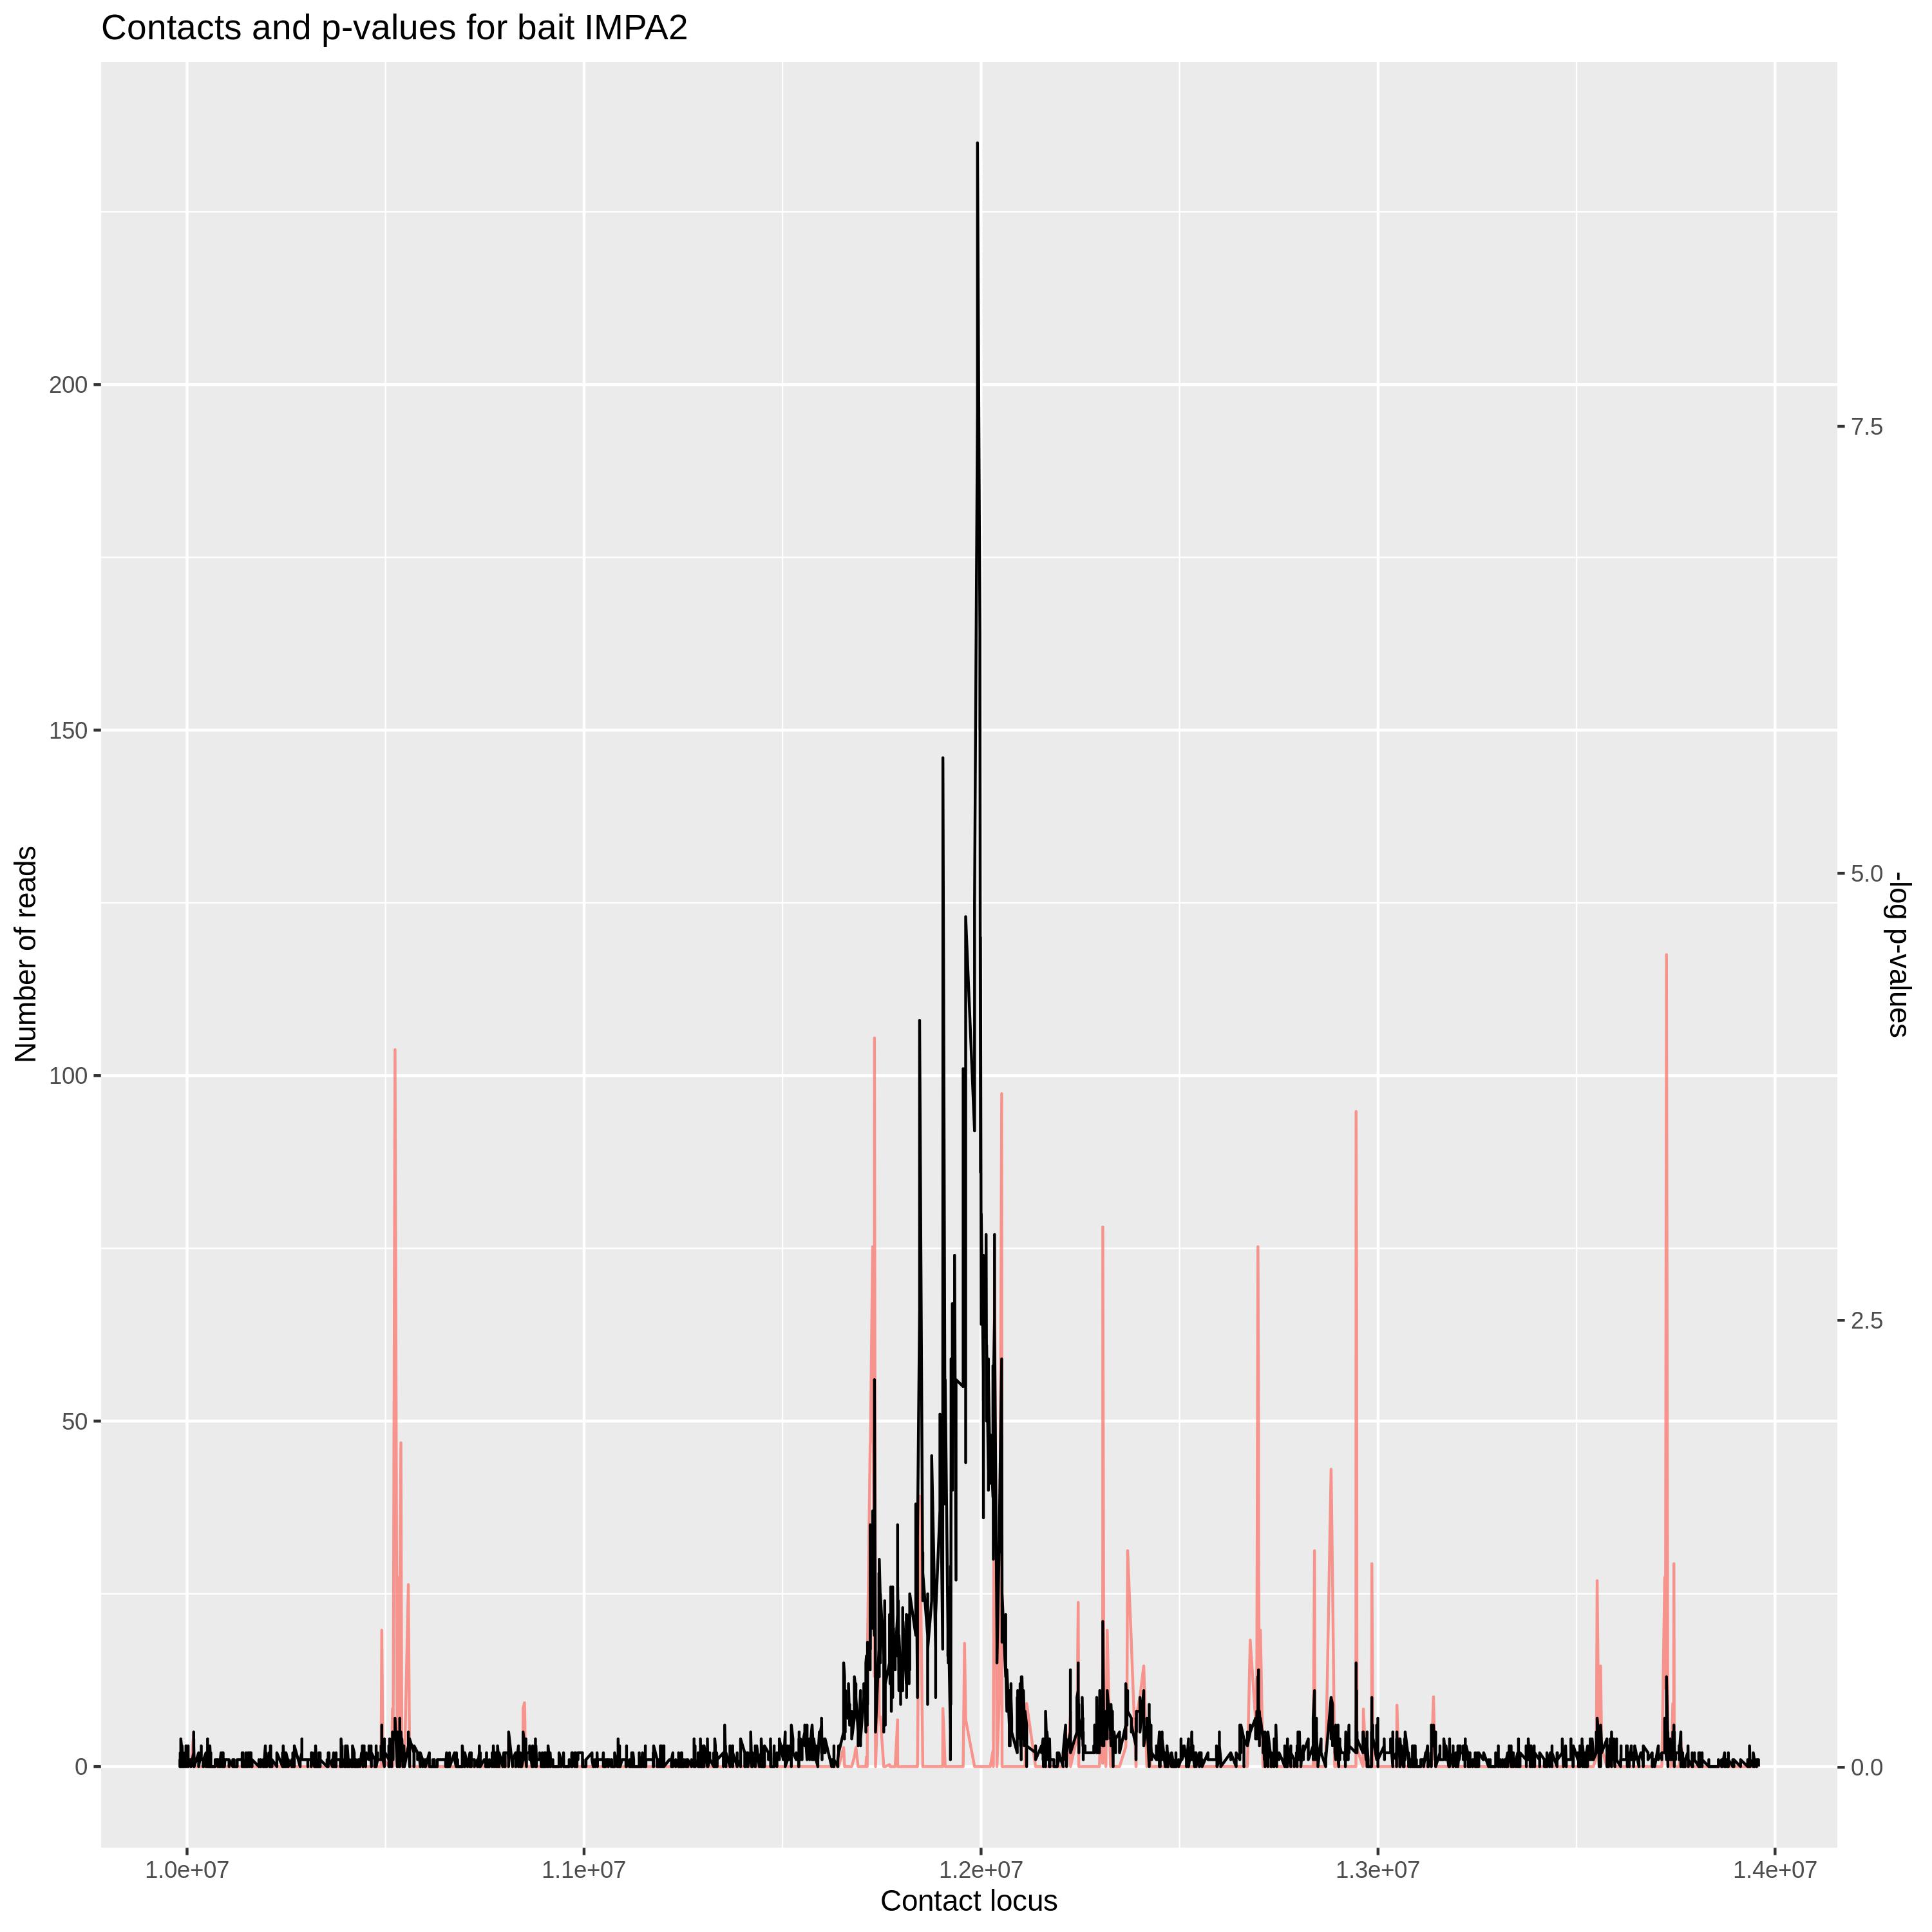 Contacts and p-values for bait IMPA2
200
150
100
50
0
Number of reads
7.5
5.0
2.5
0.0
-log p-values
1.0e+07
1.1e+07
1.2e+07
1.3e+07
1.4e+07
Contact locus